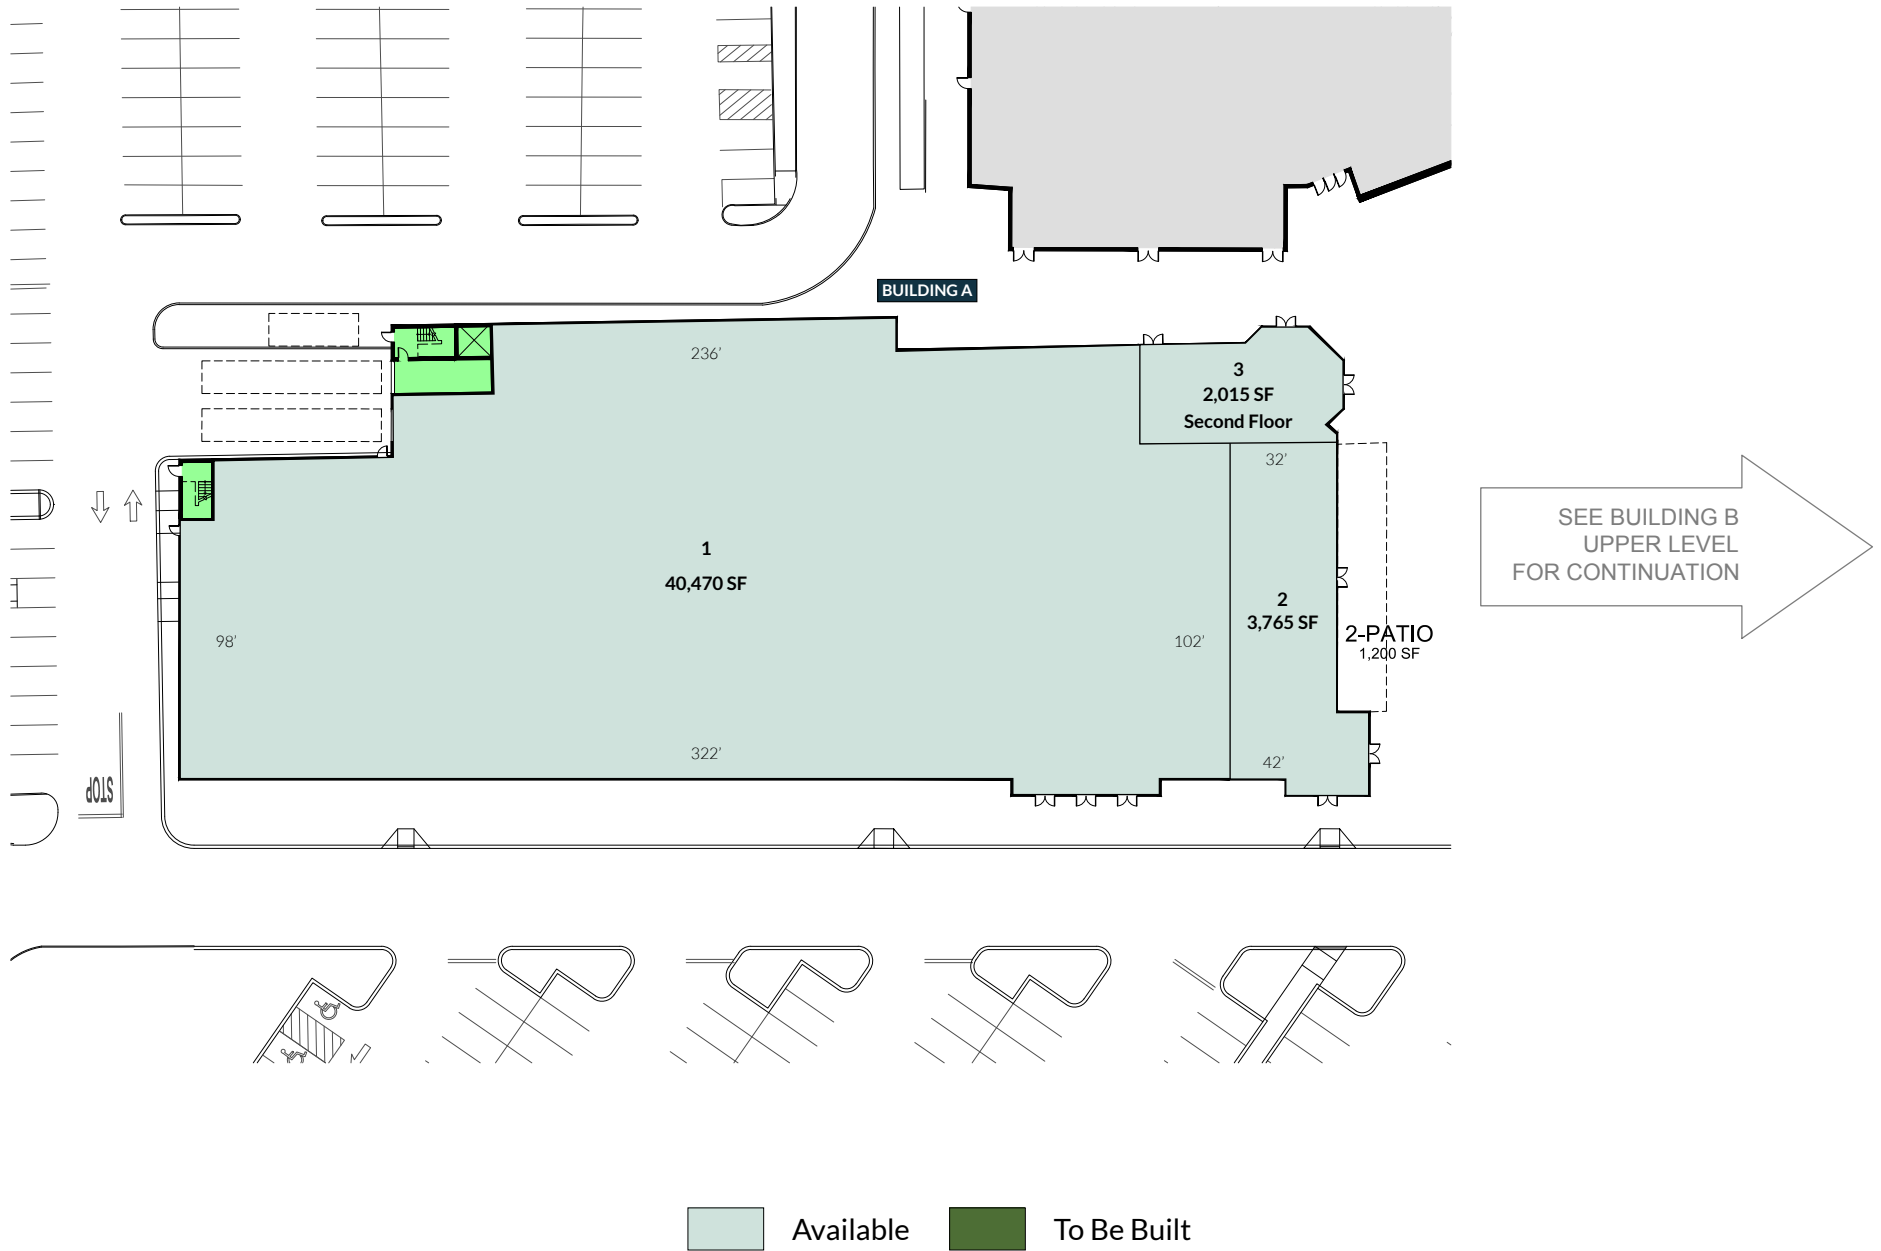 BUILDING A
236'
3
2,015 SF
Second Floor
32'
SEE BUILDING B
UPPER LEVEL
FOR CONTINUATION
1
40,470 SF
2
3,765 SF
98'
102'
2-PATIO
1,200 SF
322'
42'
STOP
Available
To Be Built